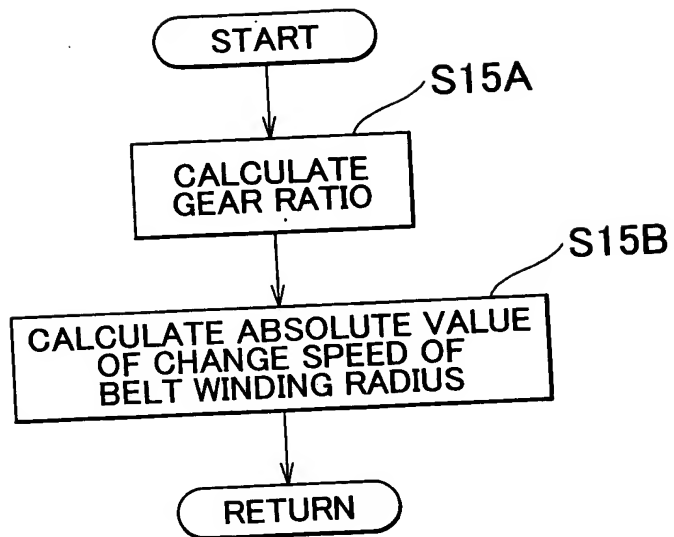 START
S15A
CALCULATE
GEAR RATIO
S15B
CALCULATE ABSOLUTE VALUE
OF CHANGE SPEED OF
BELT WINDING RADIUS
RETURN